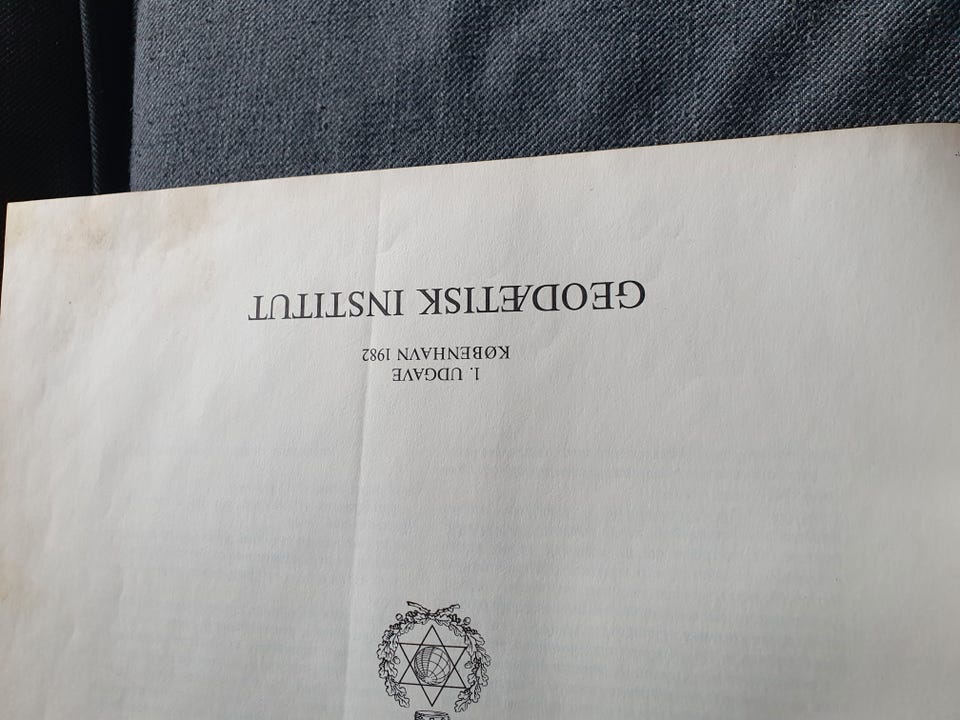 1. UDGAVE
KØBENHAVN 1982
GEODÆTISK INSTITUT